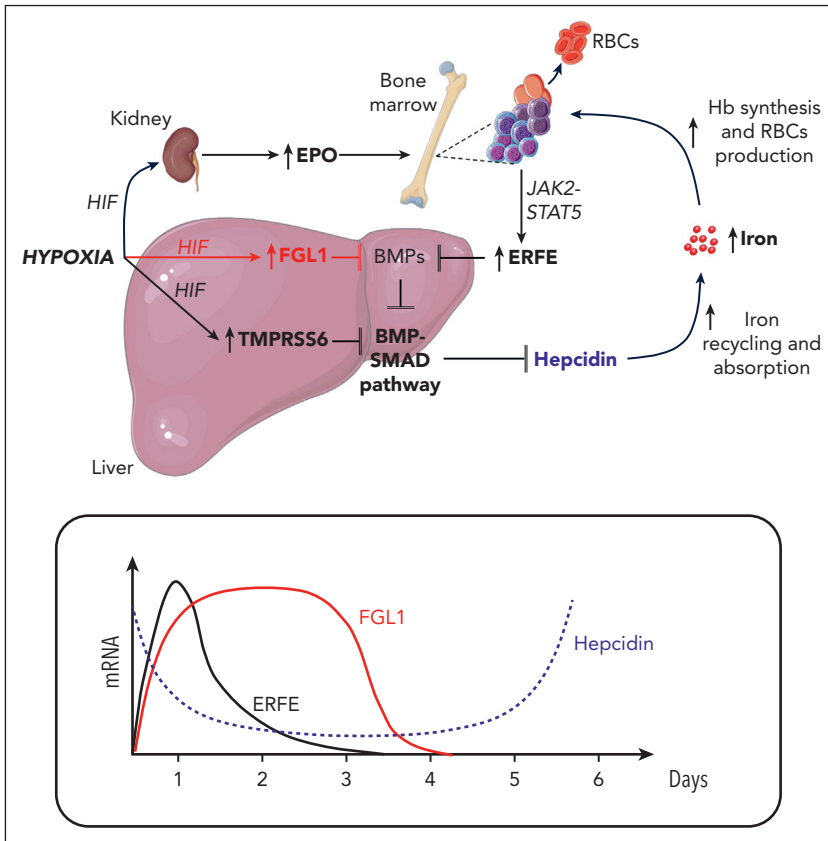 RBCs
Bone
marrow
Kidney
Hb synthesis
and RBCs
production
EPO
HIF
JAK2-
STAT5
HYPOXIA
HIF
FGL1
BMPs
ERFE
Iron
HIF
TMPRSS6
BMP-
SMAD
pathway
Hepcidin
Iron
recycling and
absorption
Liver
mRNA
FGL1
Hepcidin
ERFE
1 2 3 4 5 6 Days